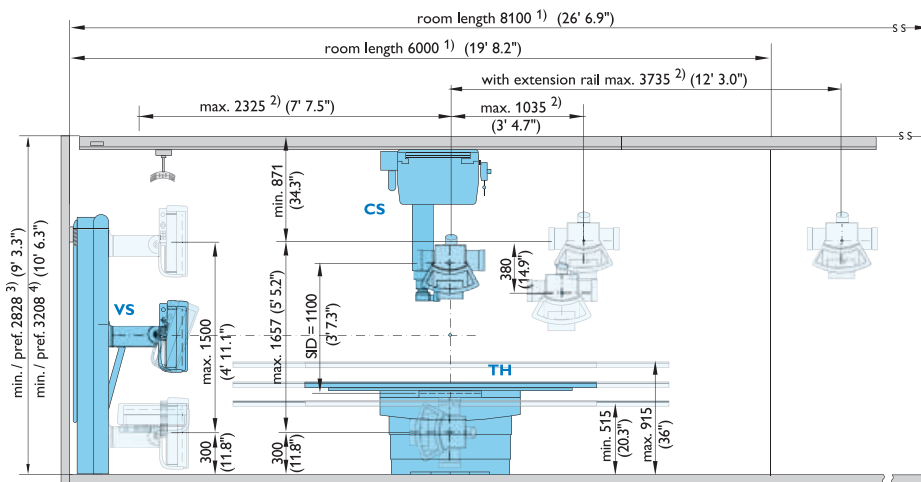 room length 8100 1) (26' 6.9")
S S
room length 6000 1) (19' 8.2")
with extension rail max. 3735 2) (12' 3.0")
max. 2325 2) (7' 7.5")
max. 1035 2)
(3' 4.7")
S S
min. 871
(34.3")
CS
380
(14.9")
min. / pref. 2828 3) (9' 3.3")
min. / pref. 3208 4) (10' 6.3")
VS
max. 1500
(4' 11.1")
max. 1657 (5' 5.2")
SID = 1100
(3' 7.3")
TH
min. 515
(20.3")
max. 915
(36")
300
(11.8")
300
(11.8")